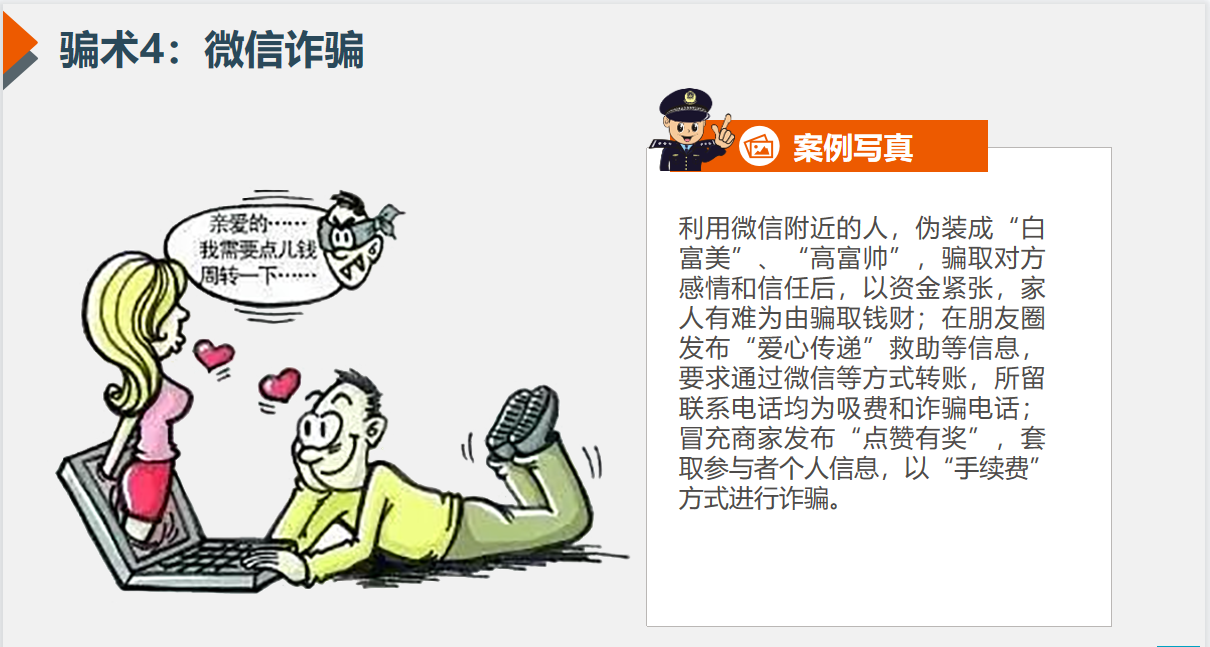 骗术4：微信诈骗
案例写真
亲爱的……
我需要点儿钱
周转一下……
利用微信附近的人，伪装成“白
富美”、“高富帅”，骗取对方
感情和信任后，以资金紧张，家
人有难为由骗取钱财；在朋友圈
发布“爱心传递”救助等信息，
要求通过微信等方式转账，所留
联系电话均为吸费和诈骗电话；
冒充商家发布“点赞有奖”，套
取参与者个人信息，以“手续费”
方式进行诈骗。